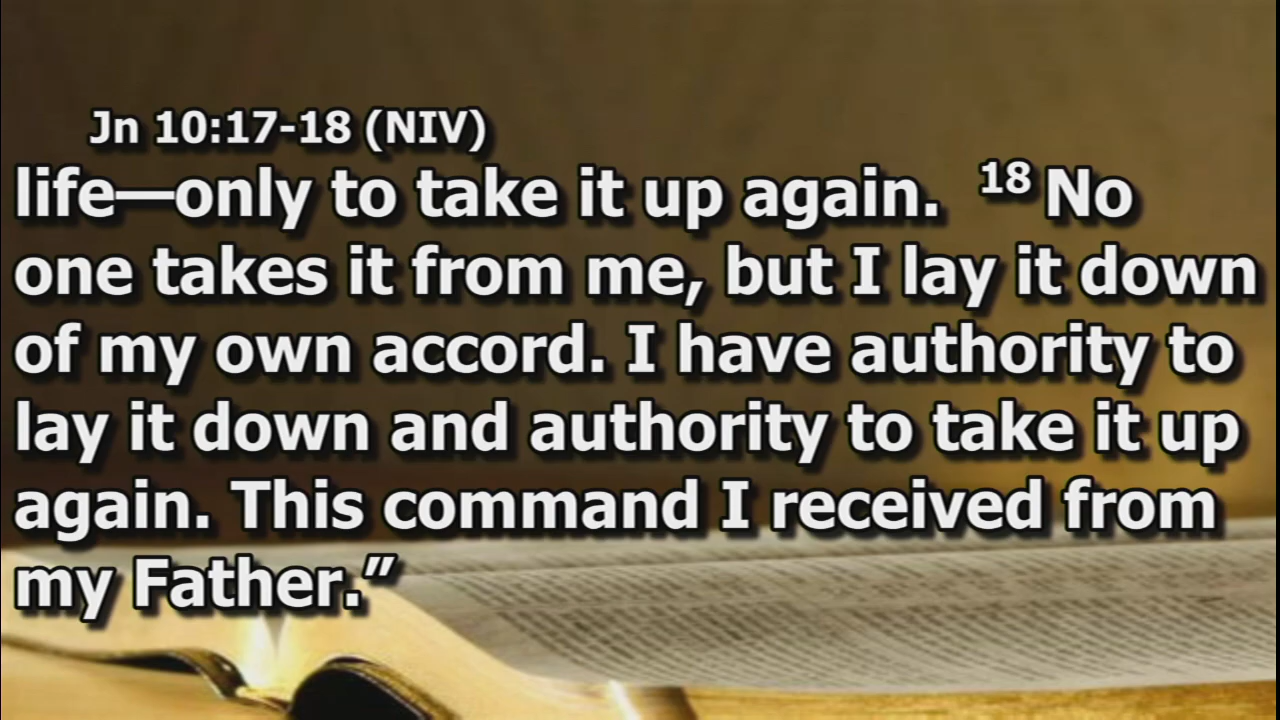 Jn 10:17-18 (NIV)
life—only to take it up again. 18 No
one takes it from me, but I lay it down
of my own accord. I have authority to
lay it down and authority to take it up
again. This command I received from
my Father.”